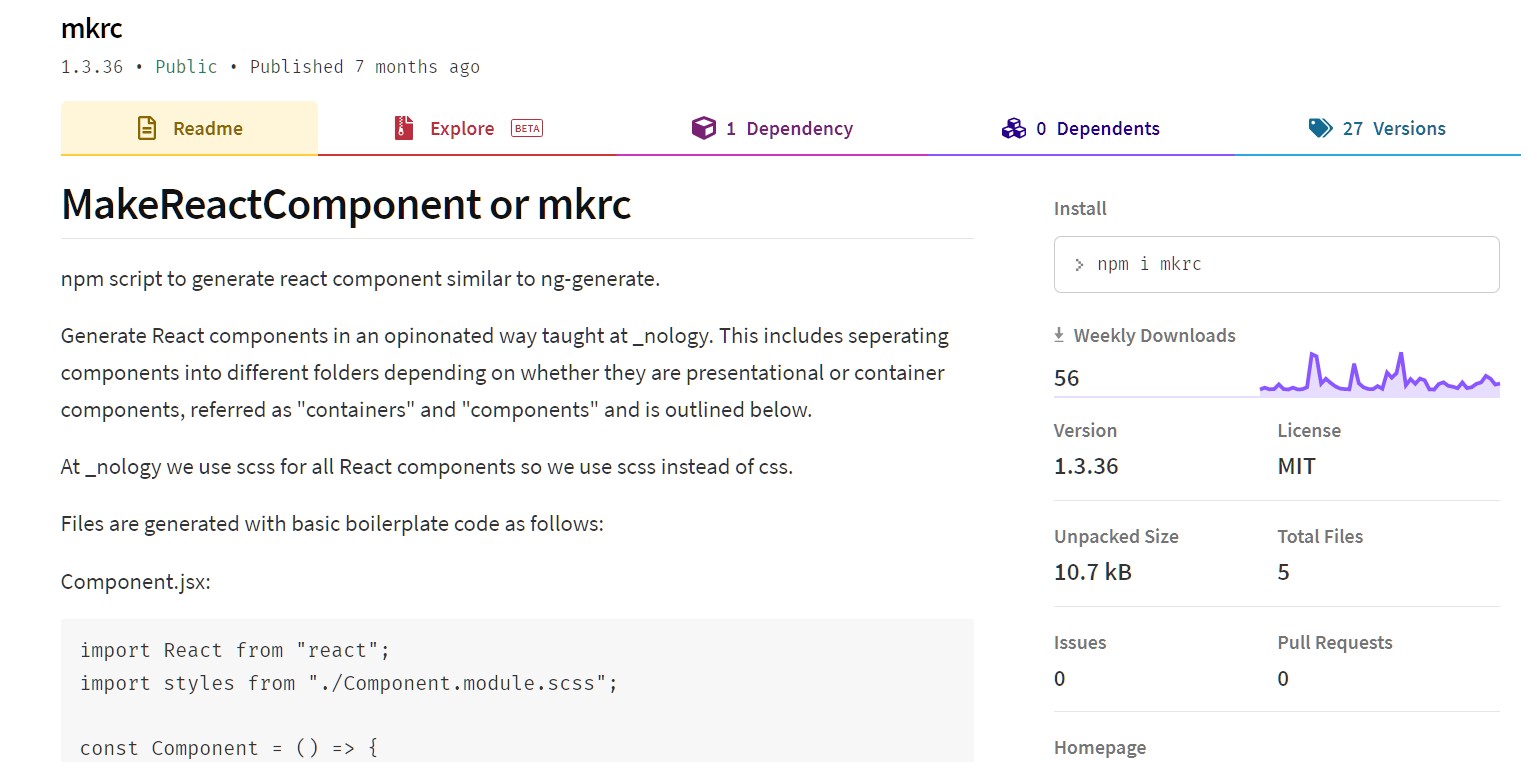 mkrc
1.3.36 • Public • Published 7 months ago
Readme
Explore BETA
1 Dependency
0 Dependents
27 Versions
MakeReactComponent or mkrc
npm script to generate react component similar to ng-generate.
Generate React components in an opinonated way taught at _nology. This includes seperating
components into different folders depending on whether they are presentational or container
components, referred as "containers" and "components" and is outlined below.
At _nology we use scss for all React components so we use scss instead of css.
Files are generated with basic boilerplate code as follows:
Component.jsx:
import React from "react";
import styles from "./Component.module.scss";
const Component = () => {
Install
> npm i mkrc
Weekly Downloads
56
Version
License
1.3.36
MIT
Unpacked Size
Total Files
10.7 kB
5
Issues
Pull Requests
0
0
Homepage